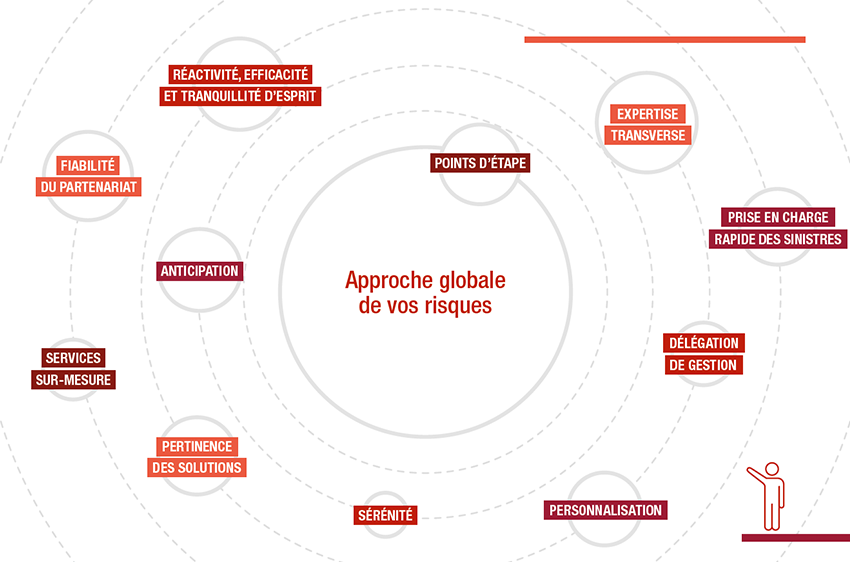 RÉACTIVITÉ, EFFICACITÉ
ET TRANQUILLITÉ D'ESPRIT
EXPERTISE
TRANSVERSE
FIABILITÉ
DU PARTENARIAT
POINTS D'ÉTAPE
PRISE EN CHARGE
RAPIDE DES SINISTRES
ANTICIPATION
Approche globale
de vos risques
SERVICES
SUR-MESURE
DÉLÉGATION
DE GESTION
PERTINENCE
DES SOLUTIONS
SÉRÉNITÉ
PERSONNALISATION